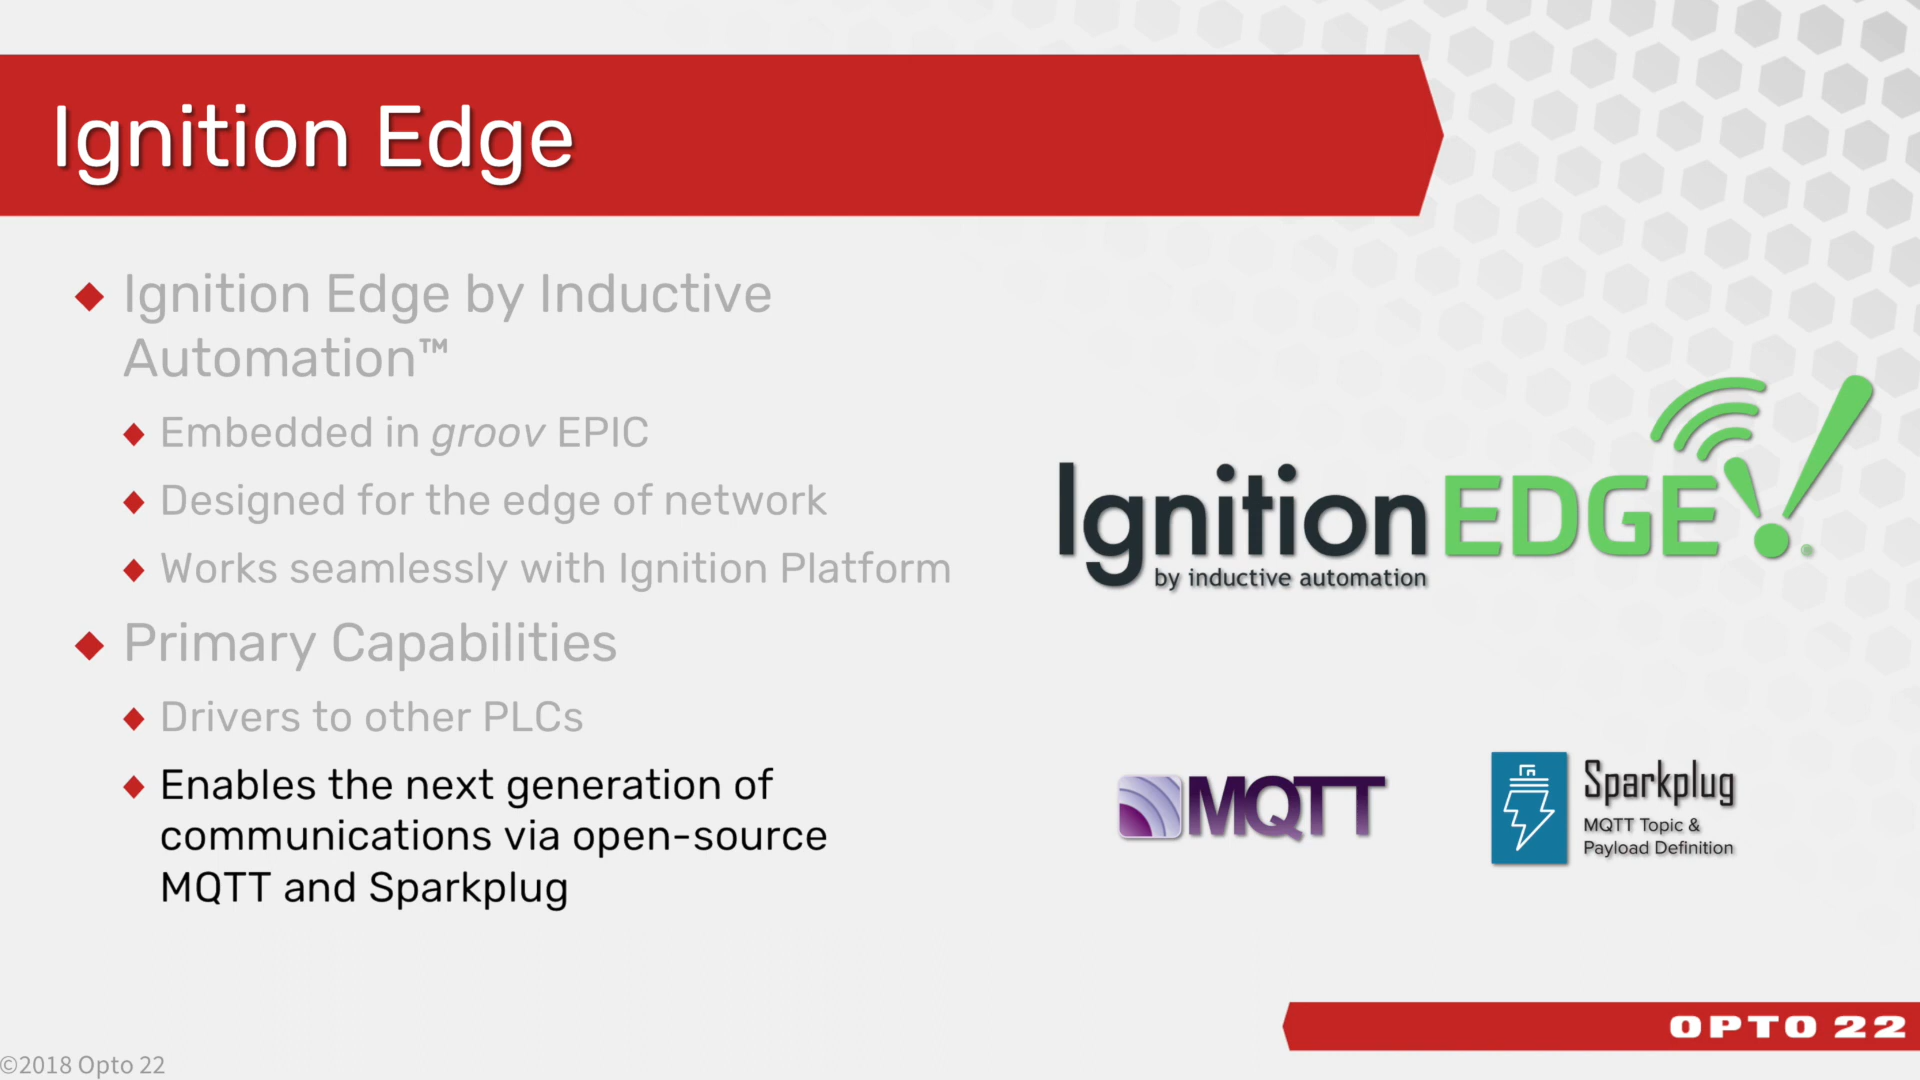 Ignition Edge
Ignition Edge by Inductive
Automation™
Embedded in groov EPIC
Designed for the edge of network
Works seamlessly with Ignition Platform
Primary Capabilities
Drivers to other PLCs
Enables the next generation of
communications via open-source
MQTT and Sparkplug
Ignition EDGE!®
by inductive automation
MQTT
Sparkplug
MQTT Topic &
Payload Definition
OPTO 22
©2018 Opto 22